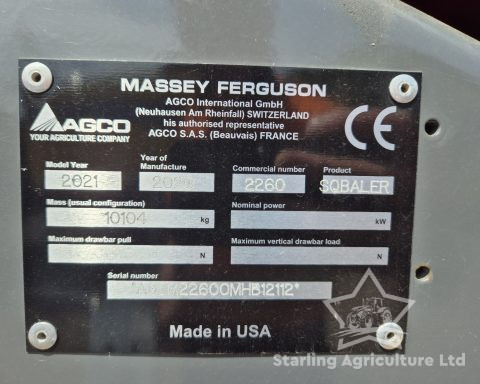 MASSEY FERGUSON
AGCO International GmbH
(Neuhausen Am Rheinfall) SWITZERLAND
his authorised representative
AGCO S.A.S. (Beauvais) FRANCE
AGCO
YOUR AGRICULTURE COMPANY
CE
Model Year
Year of Manufacture
Commercial number
Product
2021
2260
SQBALER
Mass (usual configuration)
Nominal power
10104 kg
kW
Maximum drawbar pull
Maximum vertical drawbar load
N
N
Serial number
Made in USA
Starling Agriculture Ltd